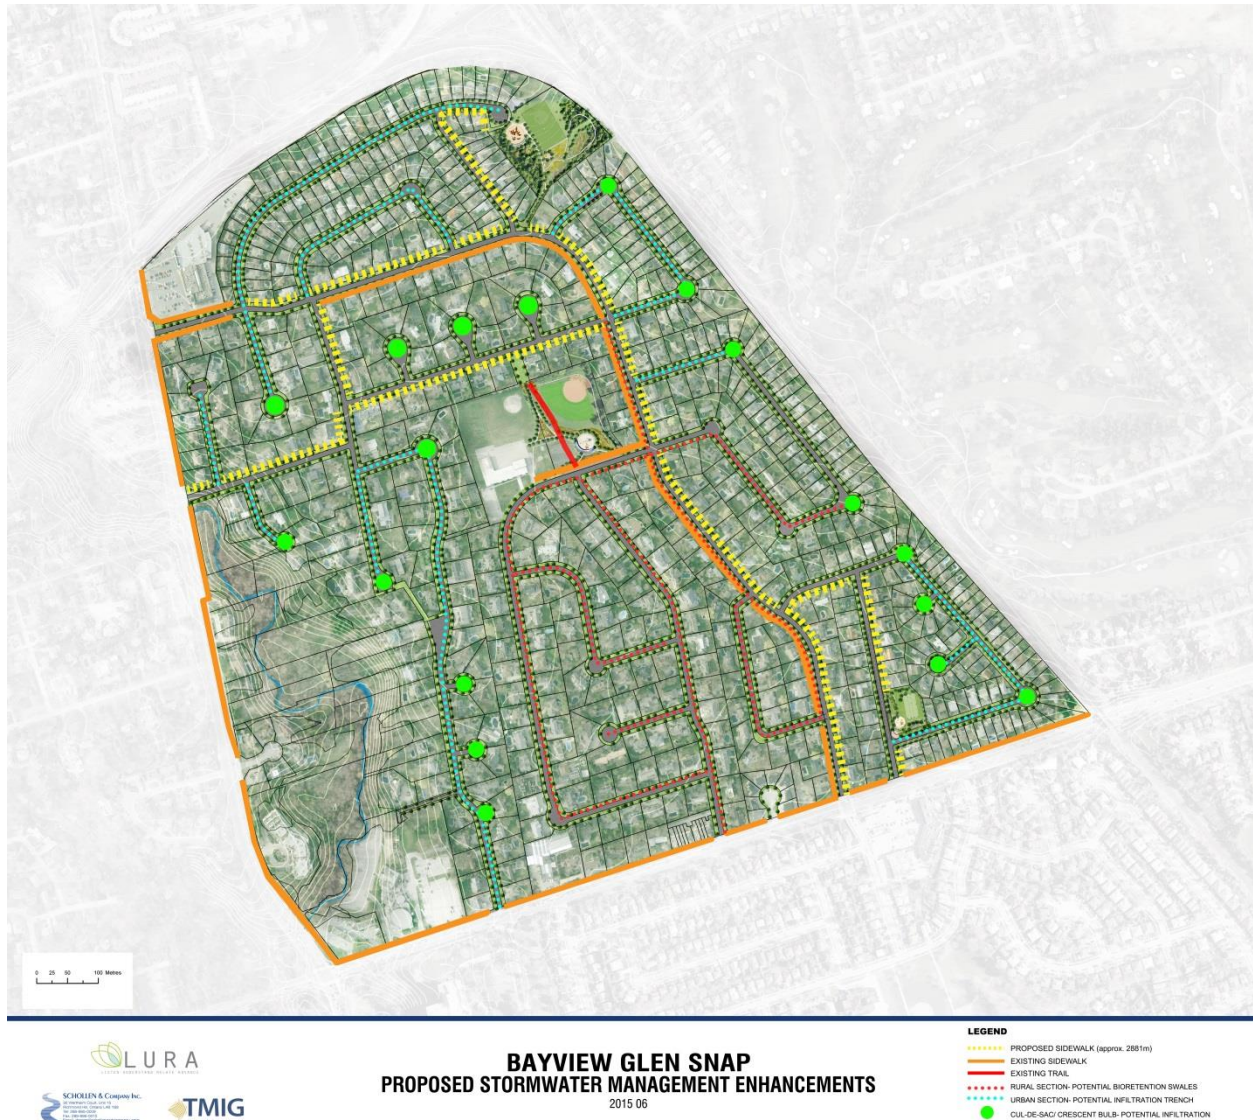 0 25 50 100 Metres
LURA
SCHOLLEN & Company Inc.
TMIG
BAYVIEW GLEN SNAP
PROPOSED STORMWATER MANAGEMENT ENHANCEMENTS
2015 06
LEGEND
PROPOSED SIDEWALK (approx. 2881m)
EXISTING SIDEWALK
EXISTING TRAIL
RURAL SECTION- POTENTIAL BIORETENTION SWALES
URBAN SECTION- POTENTIAL INFILTRATION TRENCH
CUL-DE-SAC/ CRESCENT BULB- POTENTIAL INFILTRATION